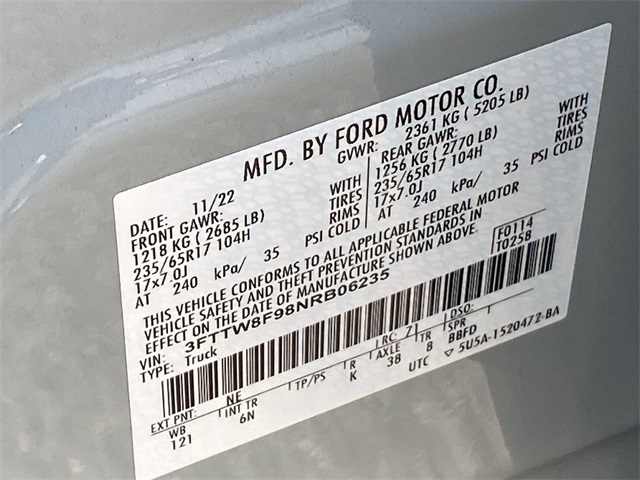 MFD. BY FORD MOTOR CO.
DATE: 11/22 GVWR: 2361 KG ( 5205 LB)
FRONT GAWR: WITH REAR GAWR: WITH
1218 KG ( 2685 LB) TIRES 1256 KG ( 2770 LB) TIRES
235/65R17 104H RIMS 235/65R17 104H RIMS
17x7.0J 17x7.0J
AT 240 kPa/ 35 PSI COLD AT 240 kPa/ 35 PSI COLD
THIS VEHICLE CONFORMS TO ALL APPLICABLE FEDERAL MOTOR
VEHICLE SAFETY AND THEFT PREVENTION STANDARDS IN
EFFECT ON THE DATE OF MANUFACTURE SHOWN ABOVE.
VIN: 3FTTW8F98NRB06235
TYPE: Truck
F0114
T0258
EXT PNT: NE RC: 7 DSO:
WB INT TR TP/PS R AXLE TR SPR
121 6N K 38 8 BBFD
UTC 5U5A-1520472-BA